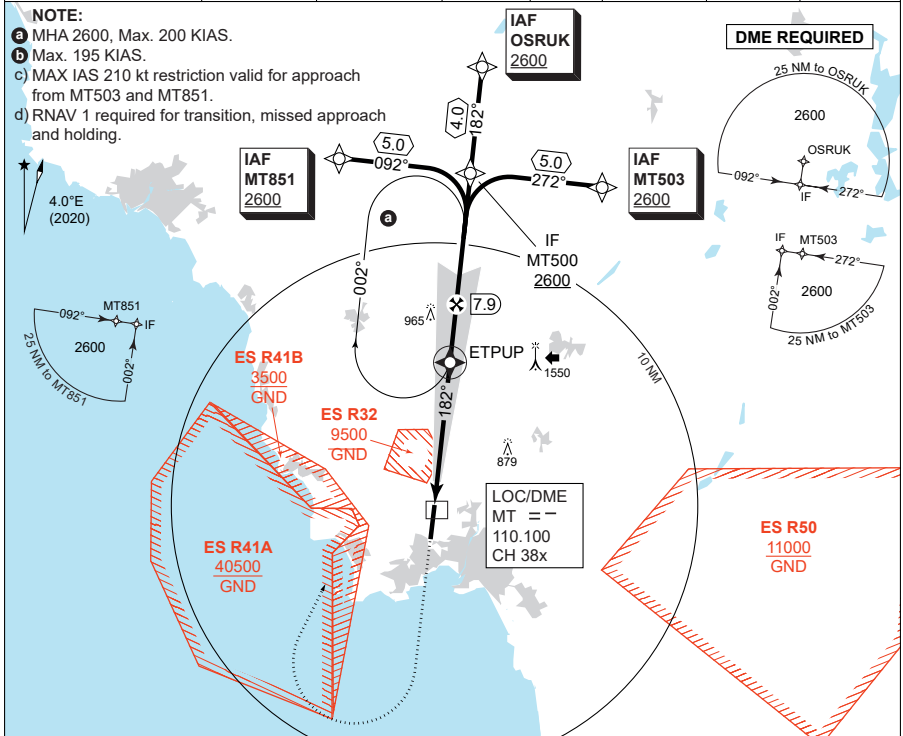 NOTE:
a MHA 2600, Max. 200 KIAS.
b Max. 195 KIAS.
c) MAX IAS 210 kt restriction valid for approach
from MT503 and MT851.
d) RNAV 1 required for transition, missed approach
and holding.
4.0°E
(2020)
IAF
OSRUK
2600
DME REQUIRED
25 NM to OSRUK
2600
OSRUK
092°
IF
272°
4.0
182°
5.0
092°
IAF
MT851
2600
5.0
272°
IAF
MT503
2600
a
002°
IF
MT500
2600
IF
MT503
272°
002°
2600
25 NM to MT503
MT851
092°
IF
2600
002°
25 NM to MT851
965
7.9
ETPUP
1550
10 NM
182°
879
ES R41B
3500
GND
ES R32
9500
GND
LOC/DME
MT = −
110.100
CH 38x
ES R41A
40500
GND
ES R50
11000
GND